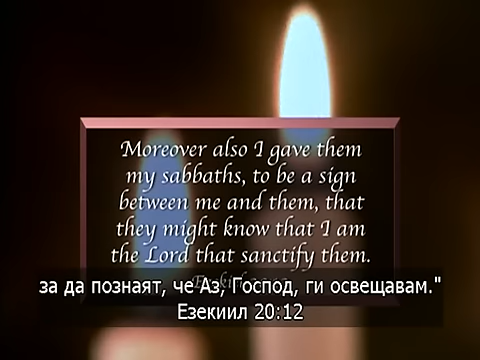 Moreover also I gave them
my sabbaths, to be a sign
between me and them, that
they might know that I am
the Lord that sanctify them.
за да познаят, че Аз, Господ, ги освещавам."
Езекиил 20:12